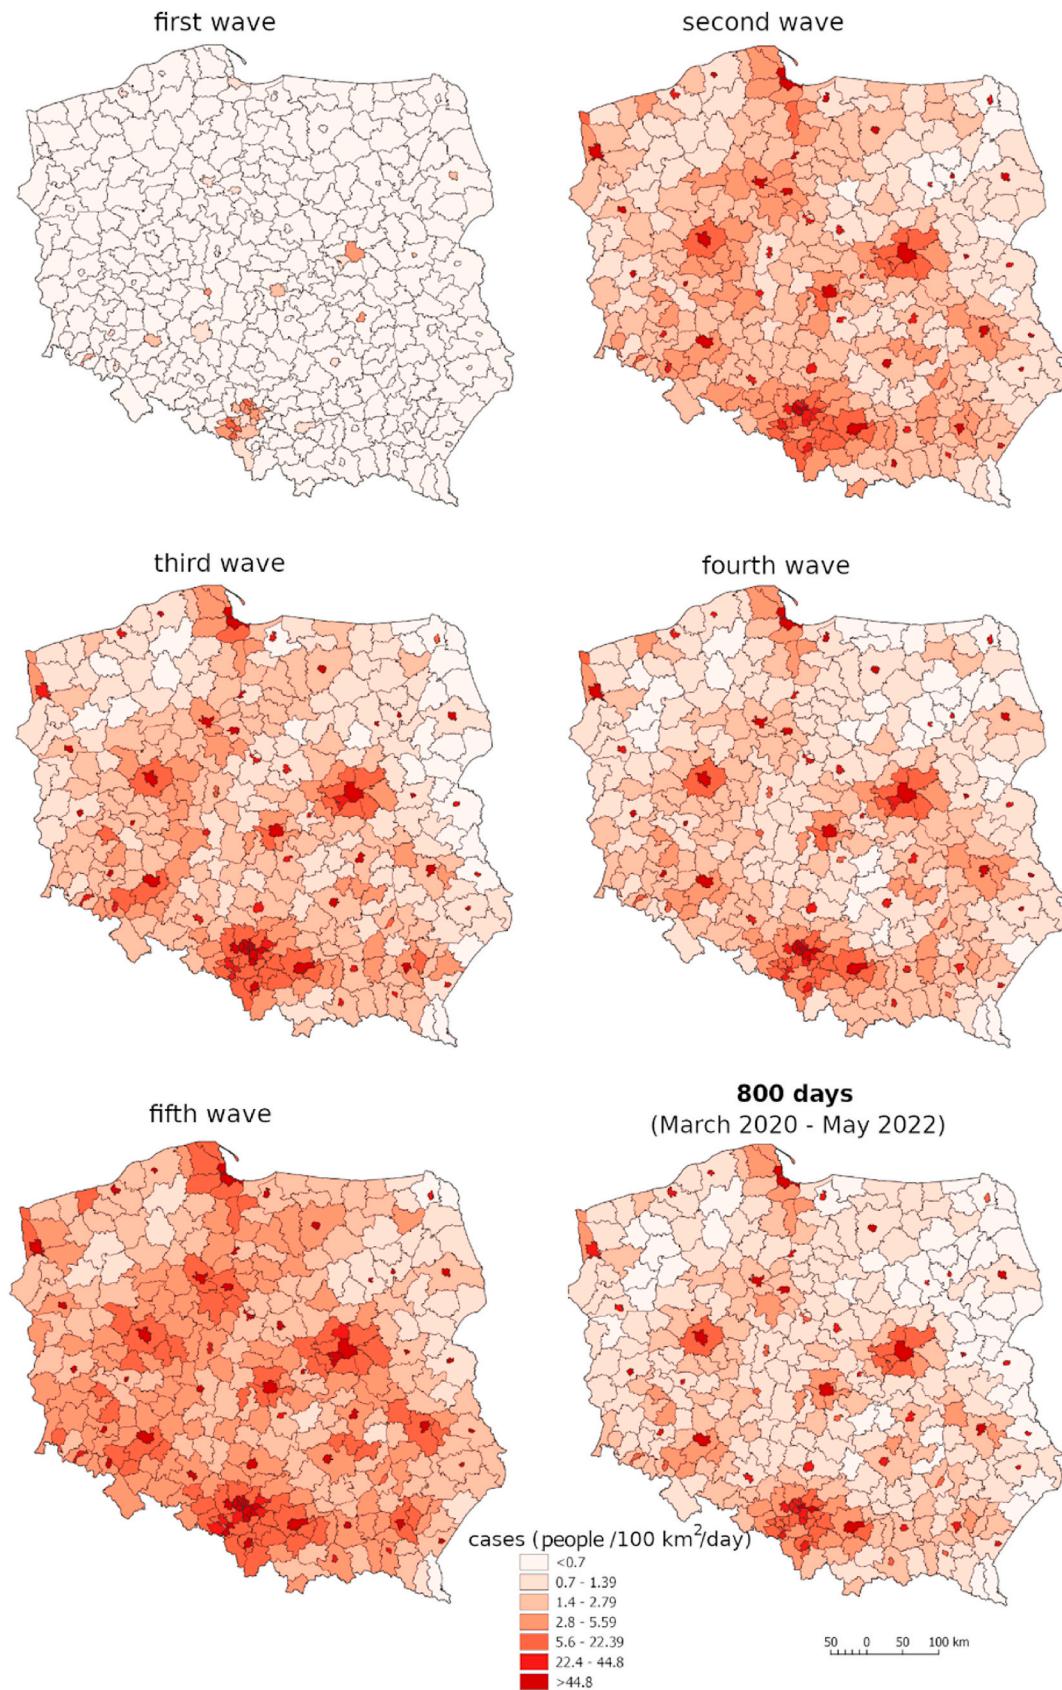 first wave
second wave
third wave
fourth wave
fifth wave
800 days
(March 2020 - May 2022)
cases (people /100 km²/day)
<0.7
0.7 - 1.39
1.4 - 2.79
2.8 - 5.59
5.6 - 22.39
22.4 - 44.8
>44.8
50 0 50 100 km